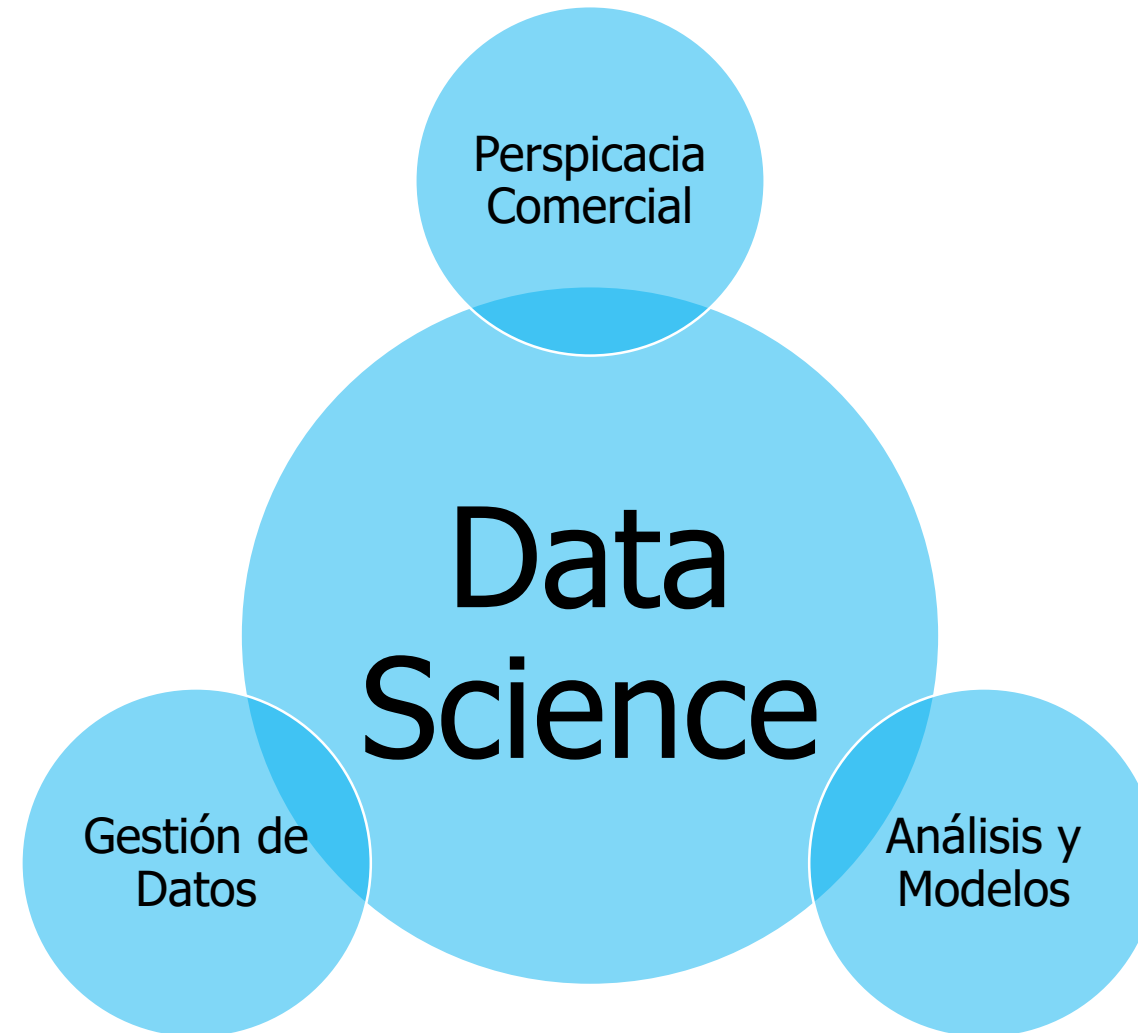 Perspicacia
Comercial
Data
Science
Gestión de
Datos
Análisis y
Modelos